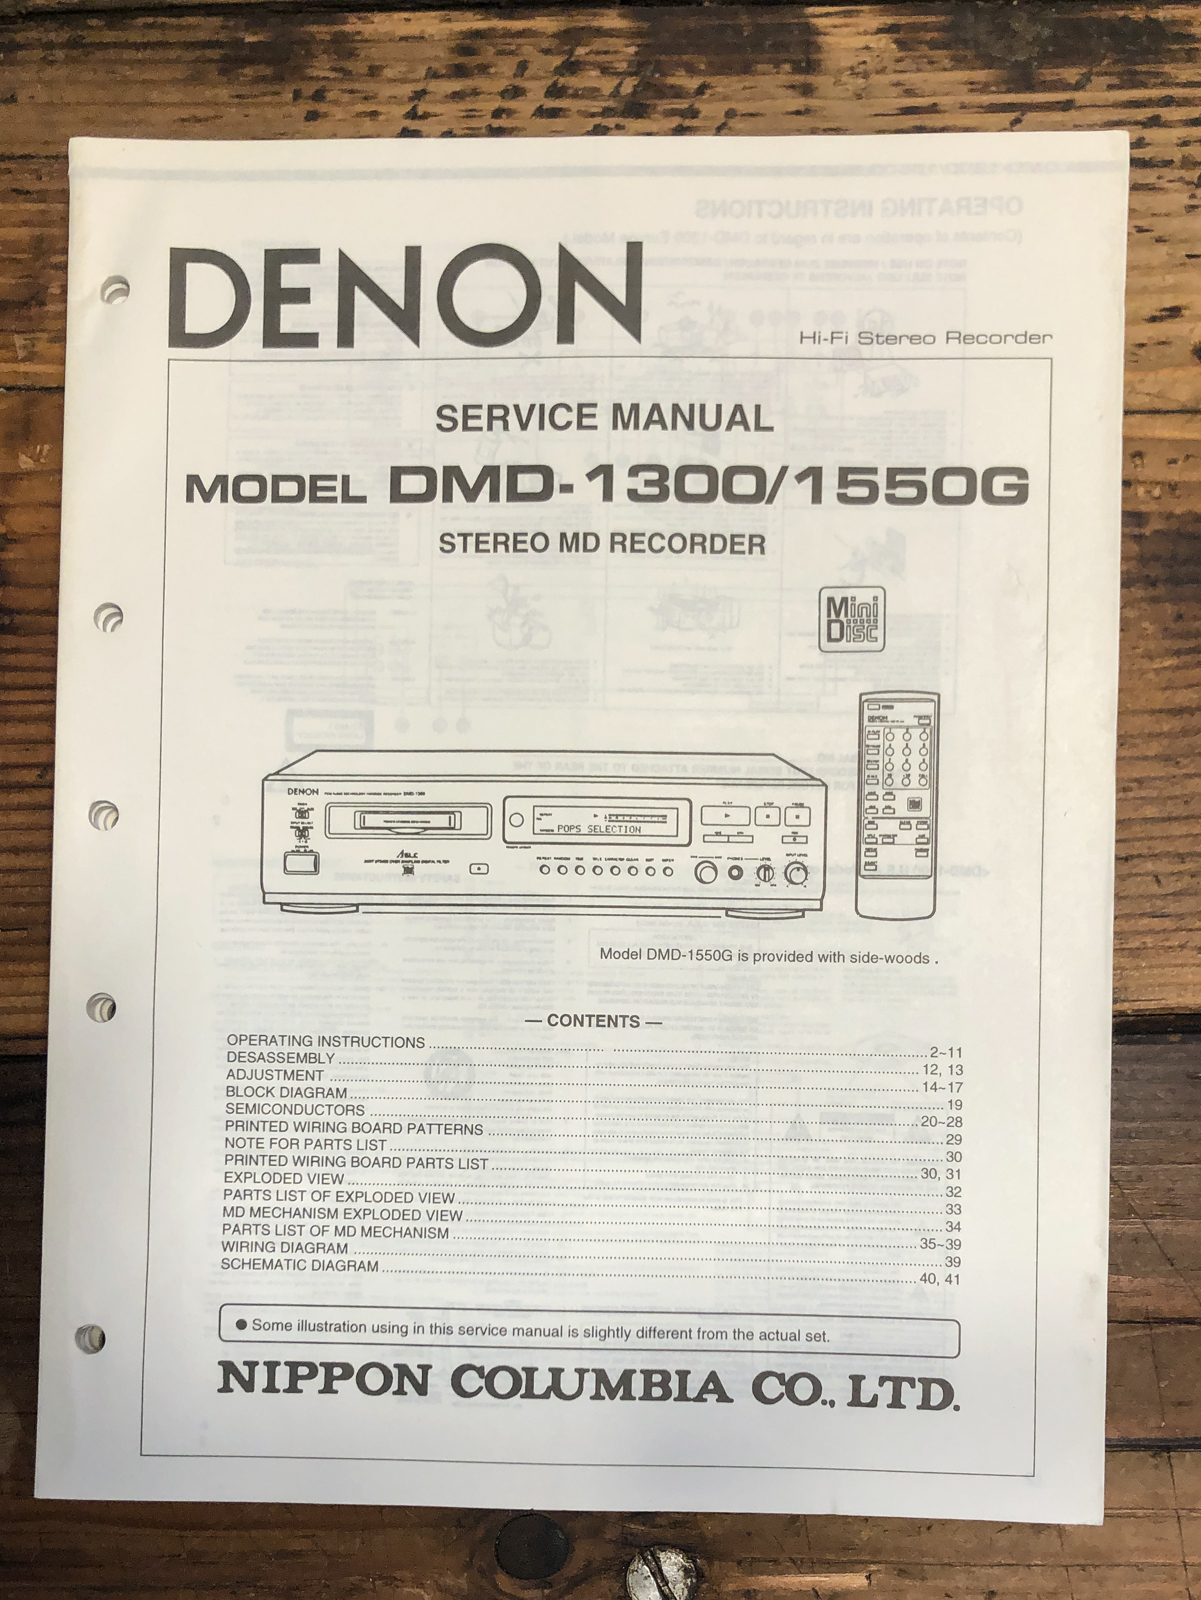 DENON
Hi-Fi Stereo Recorder
SERVICE MANUAL
MODEL DMD-1300/1550G
STEREO MD RECORDER
Mini
Disc
DENON
DENON
POPS SELECTION
Model DMD-1550G is provided with side-woods .
— CONTENTS —
OPERATING INSTRUCTIONS 2~11
DESASSEMBLY 12, 13
ADJUSTMENT 14~17
BLOCK DIAGRAM 19
SEMICONDUCTORS 20~28
PRINTED WIRING BOARD PATTERNS 29
NOTE FOR PARTS LIST 30
PRINTED WIRING BOARD PARTS LIST 30, 31
EXPLODED VIEW 32
PARTS LIST OF EXPLODED VIEW 33
MD MECHANISM EXPLODED VIEW 34
PARTS LIST OF MD MECHANISM 35~39
WIRING DIAGRAM 39
SCHEMATIC DIAGRAM 40, 41
● Some illustration using in this service manual is slightly different from the actual set.
NIPPON COLUMBIA CO., LTD.